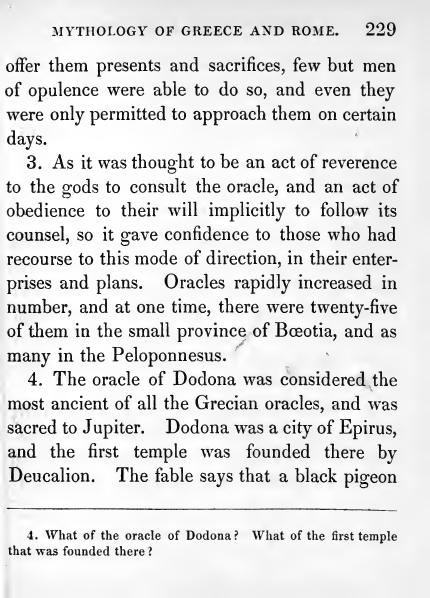 MYTHOLOGY OF GREECE AND ROME. 229
offer them presents and sacrifices, few but men
of opulence were able to do so, and even they
were only permitted to approach them on certain
days.
3. As it was thought to be an act of reverence
to the gods to consult the oracle, and an act of
obedience to their will implicitly to follow its
counsel, so it gave confidence to those who had
recourse to this mode of direction, in their enter-
prises and plans. Oracles rapidly increased in
number, and at one time, there were twenty-five
of them in the small province of Bœotia, and as
many in the Peloponnesus.
4. The oracle of Dodona was considered the
most ancient of all the Grecian oracles, and was
sacred to Jupiter. Dodona was a city of Epirus,
and the first temple was founded there by
Deucalion. The fable says that a black pigeon
4. What of the oracle of Dodona? What of the first temple
that was founded there?